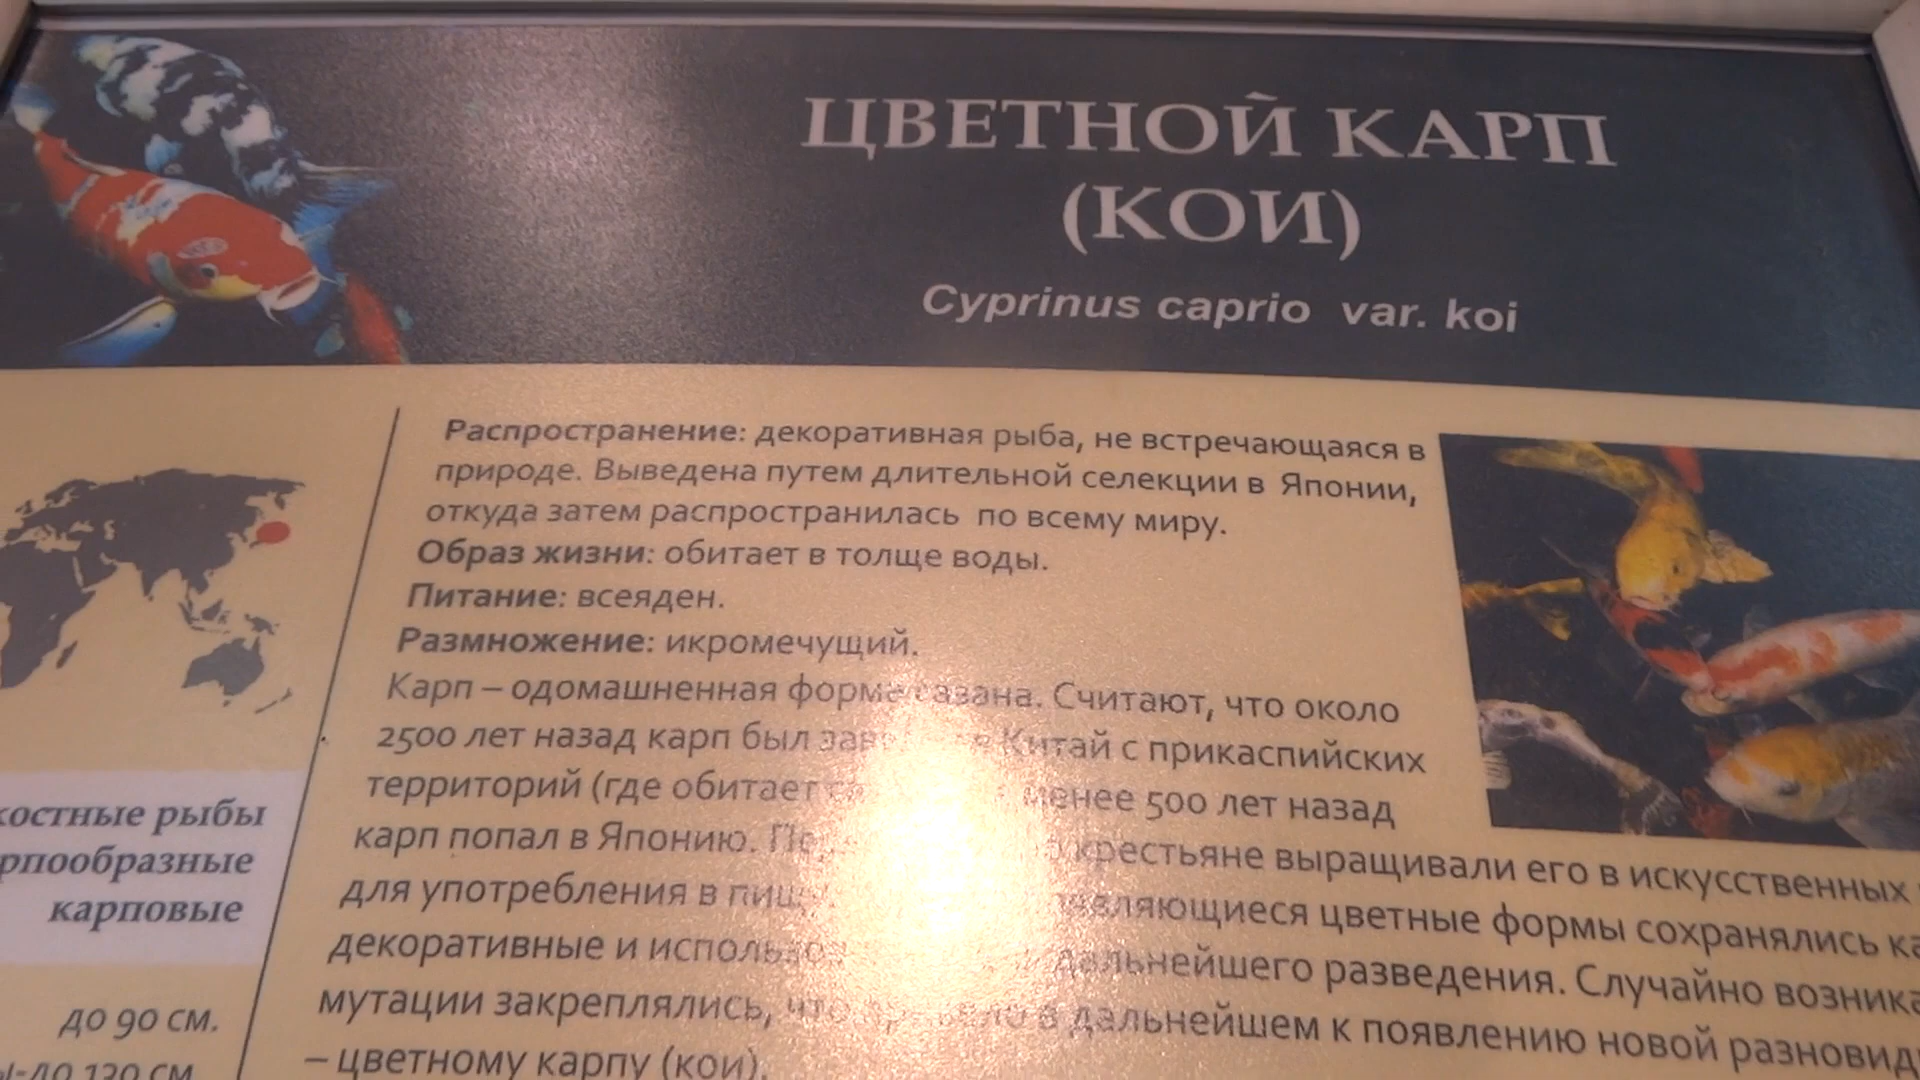 ЦВЕТНОЙ КАРП
(КОИ)
Cyprinus caprio var. koi
Распространение: декоративная рыба, не встречающаяся в
природе. Выведена путем длительной селекции в Японии,
откуда затем распространилась по всему миру.
Образ жизни: обитает в толще воды.
Питание: всеяден.
Размножение: икромечущий.
Карп – одомашненная форма сазана. Считают, что около
2500 лет назад карп был Китай с прикаспийских
территорий (где обитает менее 500 лет назад
карп попал в Японию. крестьяне выращивали его в искусственных
для употребления в цветные формы сохранялись
декоративные и дальнейшего разведения. Случайно
мутации закреплялись, что в дальнейшем к появлению новой
– цветному карпу (кои).
рыбы
карповые
до 90 см.